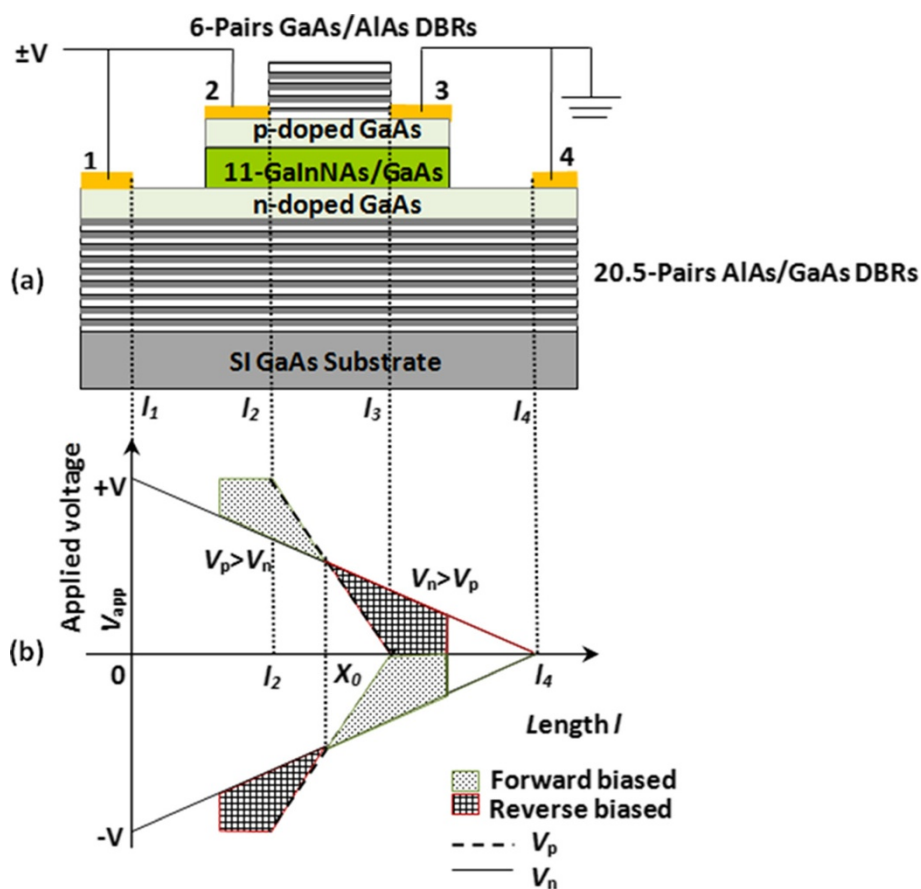 6-Pairs GaAs/AlAs DBRs
±V
2
3
p-doped GaAs
1
11-GaInNAs/GaAs
4
n-doped GaAs
(a)
20.5-Pairs AlAs/GaAs DBRs
SI GaAs Substrate
l1 l2 l3 l4
Applied voltage
Vapp
+V
Vp>Vn
Vn>Vp
(b)
0
l2
X0
l4
Length l
-V
Forward biased
Reverse biased
Vp
Vn